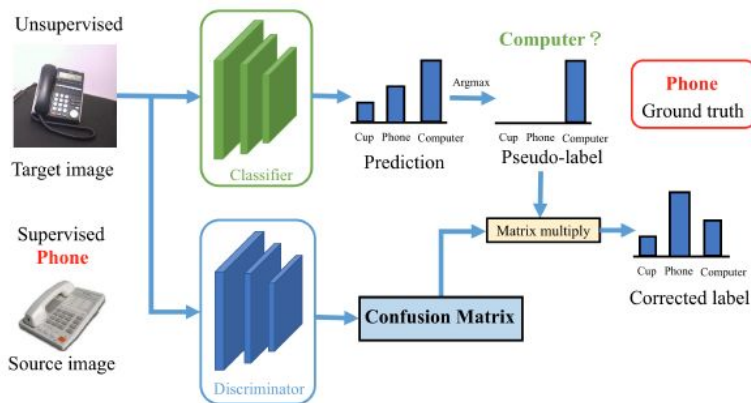 Unsupervised
Target image
Supervised
Phone
Source image
Classifier
Discriminator
Cup Phone Computer
Prediction
Argmax
Computer ?
Cup Phone Computer
Pseudo-label
Phone
Ground truth
Matrix multiply
Confusion Matrix
Cup Phone Computer
Corrected label